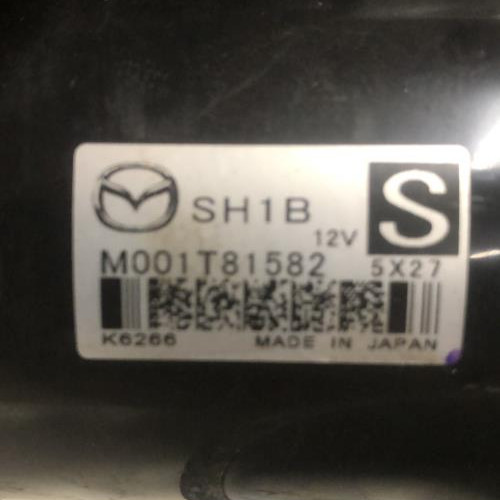 SH1B
12V
S
M001T81582
5X27
K6266
MADE IN JAPAN